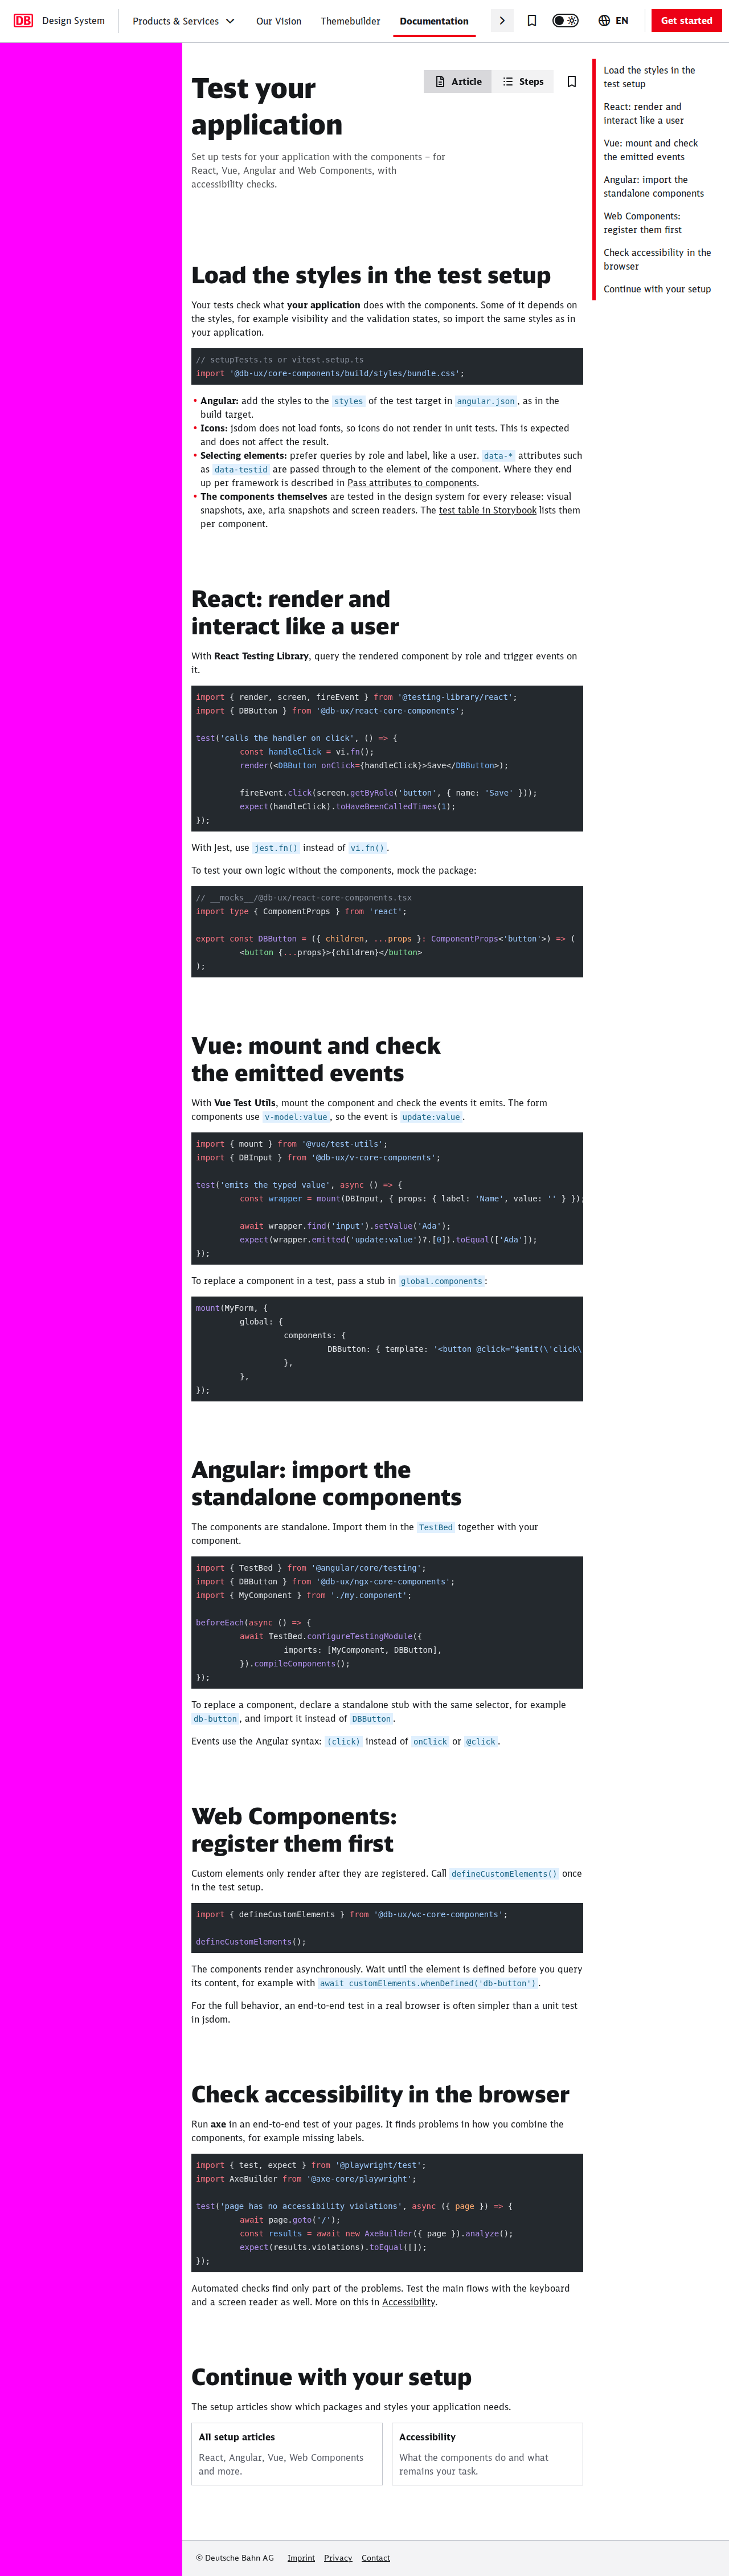 DB Design System Products & Services Our Vision Themebuilder Documentation EN Get started
Test your
application
Article Steps
Set up tests for your application with the components – for
React, Vue, Angular and Web Components, with
accessibility checks.
Load the styles in the
test setup
React: render and
interact like a user
Vue: mount and check
the emitted events
Angular: import the
standalone components
Web Components:
register them first
Check accessibility in the
browser
Continue with your setup
Load the styles in the test setup
Your tests check what your application does with the components. Some of it depends on
the styles, for example visibility and the validation states, so import the same styles as in
your application.
// setupTests.ts or vitest.setup.ts
import '@db-ux/core-components/build/styles/bundle.css';
• Angular: add the styles to the styles of the test target in angular.json, as in the
build target.
• Icons: jsdom does not load fonts, so icons do not render in unit tests. This is expected
and does not affect the result.
• Selecting elements: prefer queries by role and label, like a user. data-* attributes such
as data-testid are passed through to the element of the component. Where they end
up per framework is described in Pass attributes to components.
• The components themselves are tested in the design system for every release: visual
snapshots, axe, aria snapshots and screen readers. The test table in Storybook lists them
per component.
React: render and
interact like a user
With React Testing Library, query the rendered component by role and trigger events on
it.
import { render, screen, fireEvent } from '@testing-library/react';
import { DBButton } from '@db-ux/react-core-components';
test('calls the handler on click', () => {
const handleClick = vi.fn();
render(<DBButton onClick={handleClick}>Save</DBButton>);
fireEvent.click(screen.getByRole('button', { name: 'Save' }));
expect(handleClick).toHaveBeenCalledTimes(1);
});
With Jest, use jest.fn() instead of vi.fn().
To test your own logic without the components, mock the package:
// __mocks__/@db-ux/react-core-components.tsx
import type { ComponentProps } from 'react';
export const DBButton = ({ children, ...props }: ComponentProps<'button'>) => (
<button {...props}>{children}</button>
);
Vue: mount and check
the emitted events
With Vue Test Utils, mount the component and check the events it emits. The form
components use v-model:value, so the event is update:value.
import { mount } from '@vue/test-utils';
import { DBInput } from '@db-ux/v-core-components';
test('emits the typed value', async () => {
const wrapper = mount(DBInput, { props: { label: 'Name', value: '' } });
await wrapper.find('input').setValue('Ada');
expect(wrapper.emitted('update:value')?.[0]).toEqual(['Ada']);
});
To replace a component in a test, pass a stub in global.components:
mount(MyForm, {
global: {
components: {
DBButton: { template: '<button @click="$emit(\'click\
},
},
});
Angular: import the
standalone components
The components are standalone. Import them in the TestBed together with your
component.
import { TestBed } from '@angular/core/testing';
import { DBButton } from '@db-ux/ngx-core-components';
import { MyComponent } from './my.component';
beforeEach(async () => {
await TestBed.configureTestingModule({
imports: [MyComponent, DBButton],
}).compileComponents();
});
To replace a component, declare a standalone stub with the same selector, for example
db-button, and import it instead of DBButton.
Events use the Angular syntax: (click) instead of onClick or @click.
Web Components:
register them first
Custom elements only render after they are registered. Call defineCustomElements() once
in the test setup.
import { defineCustomElements } from '@db-ux/wc-core-components';
defineCustomElements();
The components render asynchronously. Wait until the element is defined before you query
its content, for example with await customElements.whenDefined('db-button').
For the full behavior, an end-to-end test in a real browser is often simpler than a unit test
in jsdom.
Check accessibility in the browser
Run axe in an end-to-end test of your pages. It finds problems in how you combine the
components, for example missing labels.
import { test, expect } from '@playwright/test';
import AxeBuilder from '@axe-core/playwright';
test('page has no accessibility violations', async ({ page }) => {
await page.goto('/');
const results = await new AxeBuilder({ page }).analyze();
expect(results.violations).toEqual([]);
});
Automated checks find only part of the problems. Test the main flows with the keyboard
and a screen reader as well. More on this in Accessibility.
Continue with your setup
The setup articles show which packages and styles your application needs.
All setup articles
React, Angular, Vue, Web Components
and more.
Accessibility
What the components do and what
remains your task.
© Deutsche Bahn AG Imprint Privacy Contact